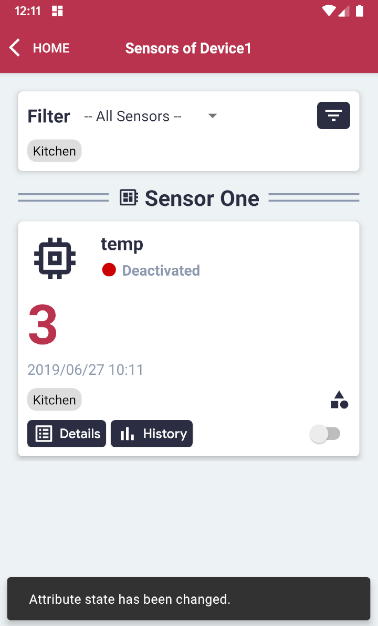 12:11
HOME
Sensors of Device1
Filter
-- All Sensors --
Kitchen
Sensor One
temp
Deactivated
3
2019/06/27 10:11
Kitchen
Details
History
Attribute state has been changed.